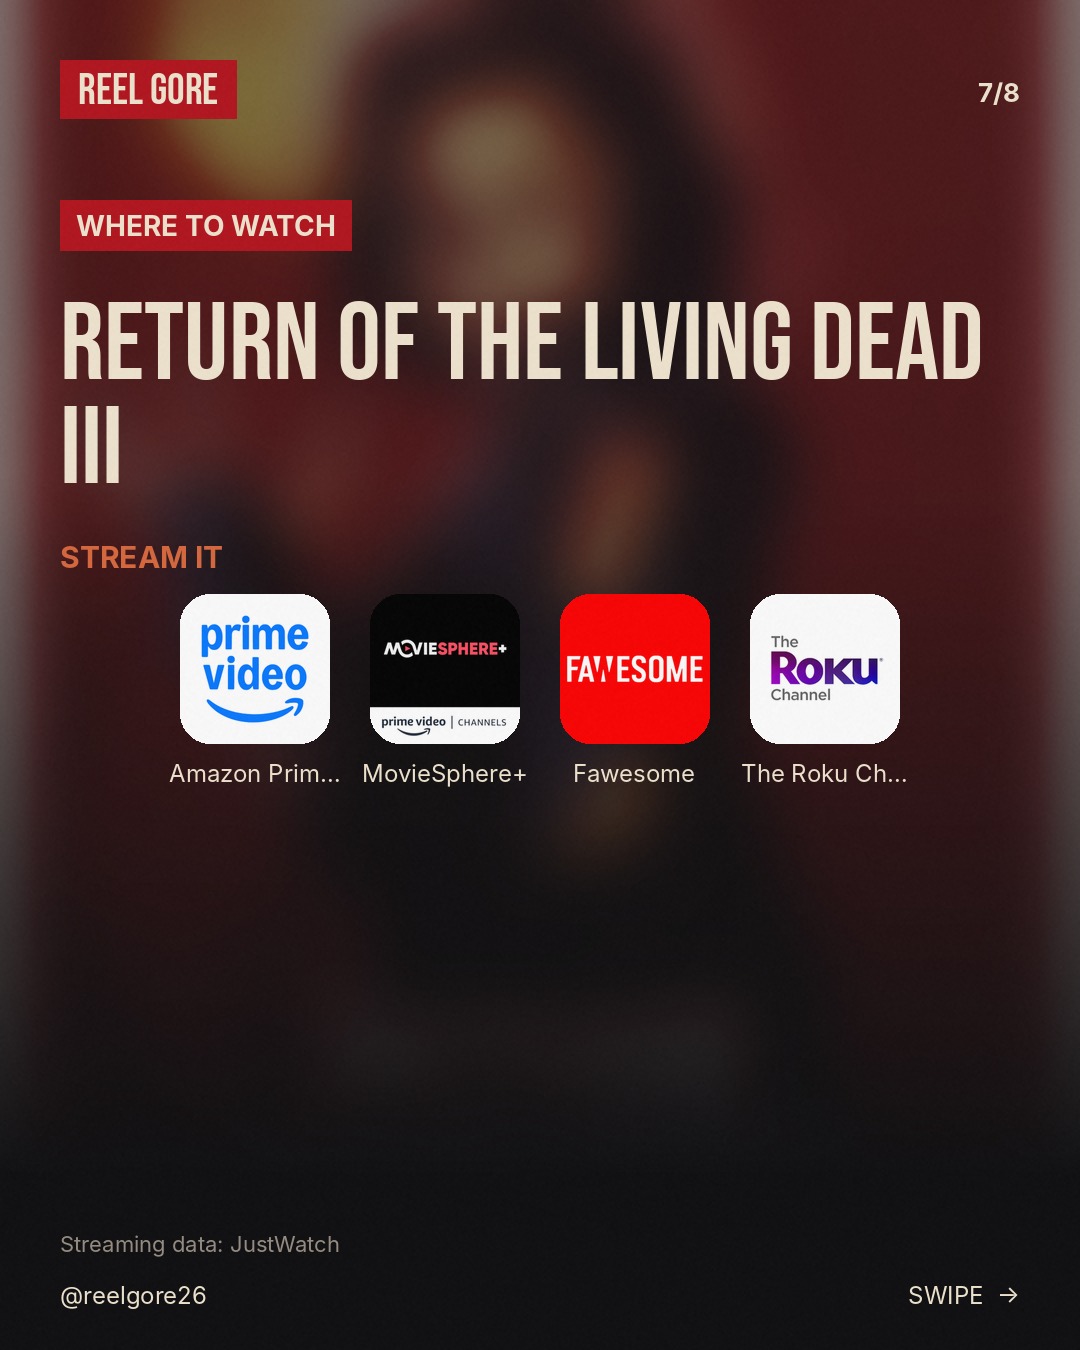 REEL GORE
7/8
WHERE TO WATCH
RETURN OF THE LIVING DEAD
III
STREAM IT
prime
video
MOVIESPHERE+
prime video | CHANNELS
FAWESOME
The
Roku
Channel
Amazon Prim...
MovieSphere+
Fawesome
The Roku Ch...
Streaming data: JustWatch
@reelgore26
SWIPE →